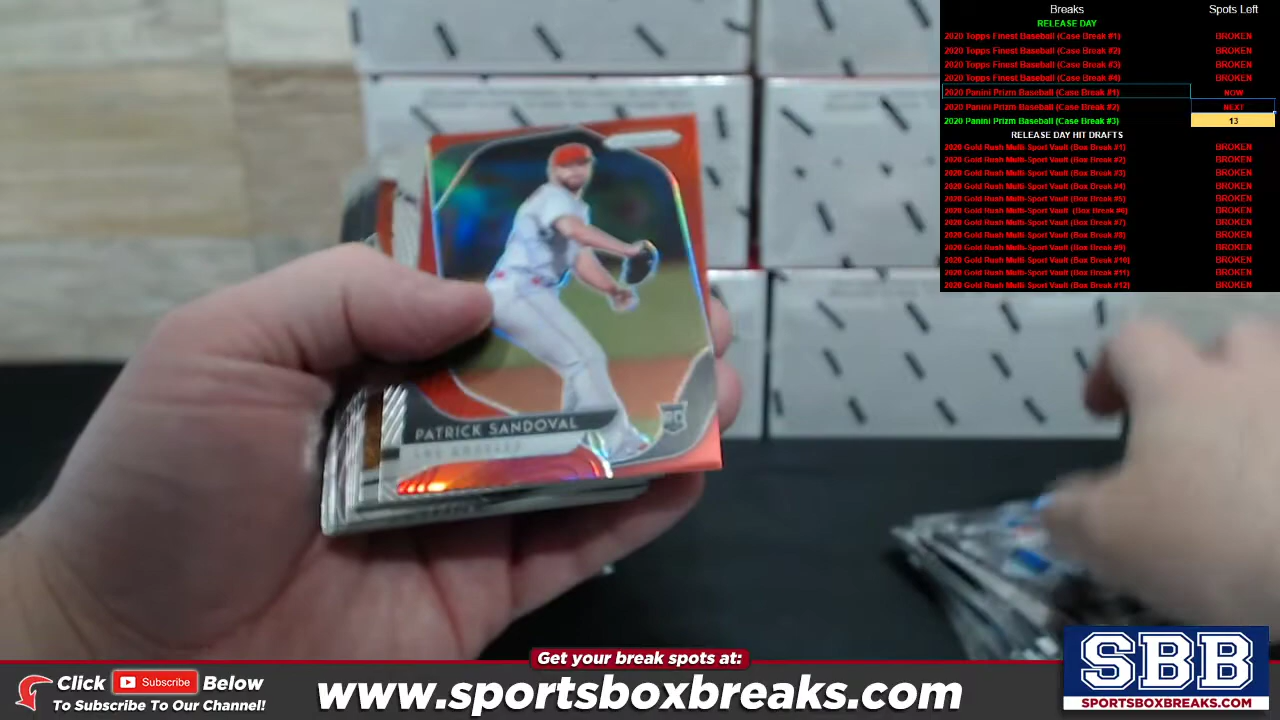 Breaks Spots Left
RELEASE DAY
2020 Topps Finest Baseball (Case Break #1) BROKEN
2020 Topps Finest Baseball (Case Break #2) BROKEN
2020 Topps Finest Baseball (Case Break #3) BROKEN
2020 Topps Finest Baseball (Case Break #4) BROKEN
2020 Panini Prizm Baseball (Case Break #1) NOW
2020 Panini Prizm Baseball (Case Break #2) NEXT
2020 Panini Prizm Baseball (Case Break #3) 13
RELEASE DAY HIT DRAFTS
2020 Gold Rush Multi-Sport Vault (Box Break #1) BROKEN
2020 Gold Rush Multi-Sport Vault (Box Break #2) BROKEN
2020 Gold Rush Multi-Sport Vault (Box Break #3) BROKEN
2020 Gold Rush Multi-Sport Vault (Box Break #4) BROKEN
2020 Gold Rush Multi-Sport Vault (Box Break #5) BROKEN
2020 Gold Rush Multi-Sport Vault (Box Break #6) BROKEN
2020 Gold Rush Multi-Sport Vault (Box Break #7) BROKEN
2020 Gold Rush Multi-Sport Vault (Box Break #8) BROKEN
2020 Gold Rush Multi-Sport Vault (Box Break #9) BROKEN
2020 Gold Rush Multi-Sport Vault (Box Break #10) BROKEN
2020 Gold Rush Multi-Sport Vault (Box Break #11) BROKEN
2020 Gold Rush Multi-Sport Vault (Box Break #12) BROKEN
RC
PATRICK SANDOVAL
LOS ANGELES
Get your break spots at:
Click Subscribe Below
To Subscribe To Our Channel!
www.sportsboxbreaks.com
SBB
SPORTSBOXBREAKS.COM